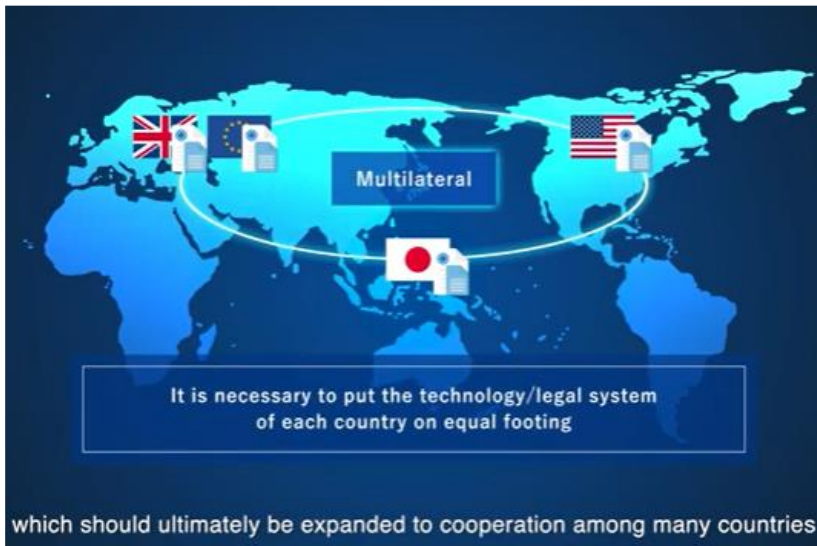 Multilateral
It is necessary to put the technology/legal system
of each country on equal footing
which should ultimately be expanded to cooperation among many countries